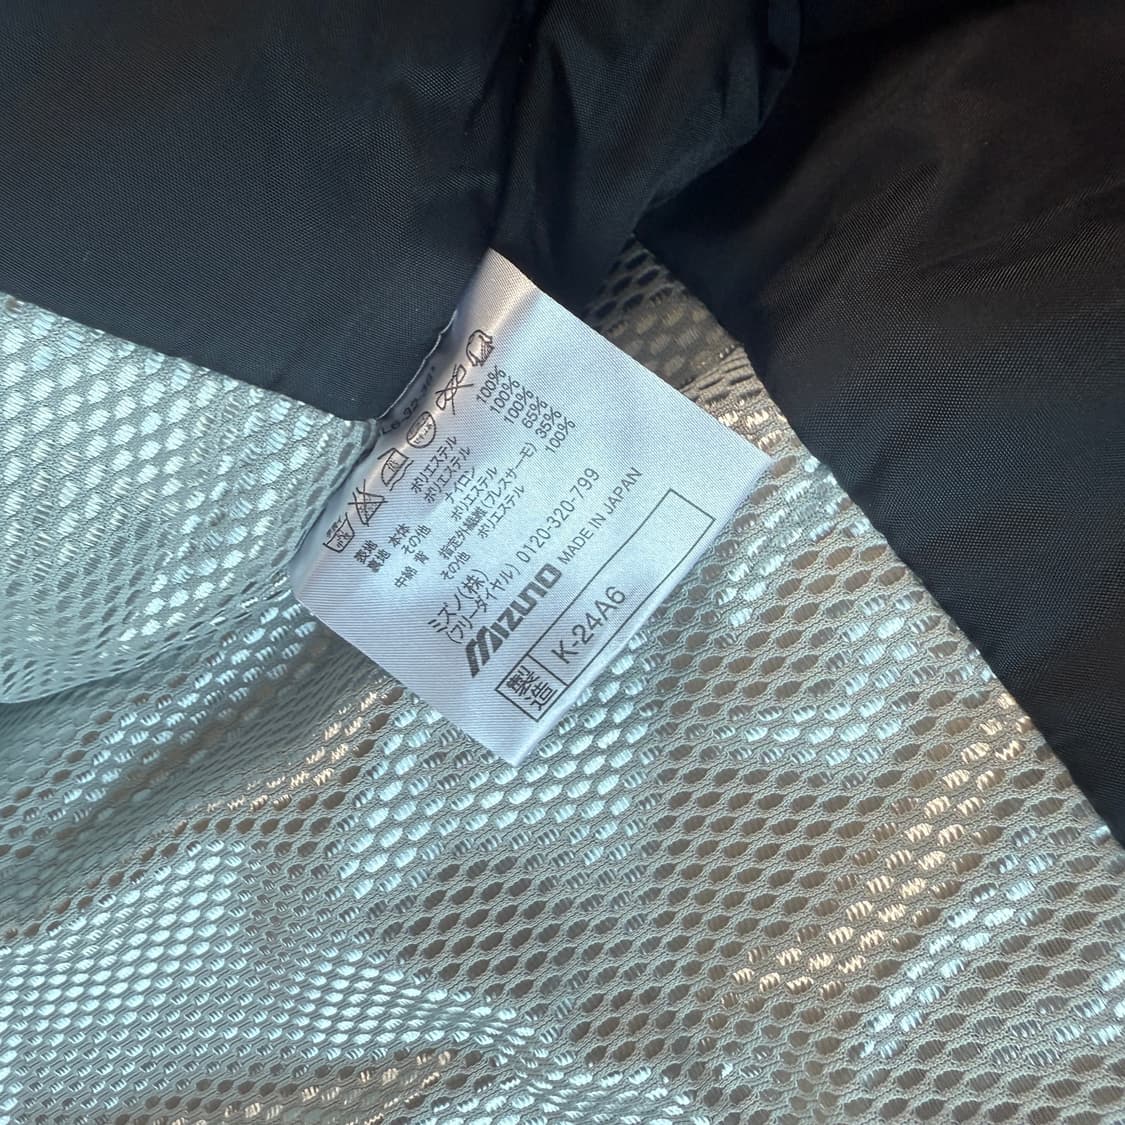 表地 本体 ポリエステル 100%
その他 ポリエステル 100%
裏地 ナイロン 100%
中綿 背 ポリエステル 65%
指定外繊維(ブレスサーモ) 35%
その他 ポリエステル 100%
ミズノ(株)
(フリーダイヤル) 0120-320-799
MIZUNO MADE IN JAPAN
製造 K-24A6